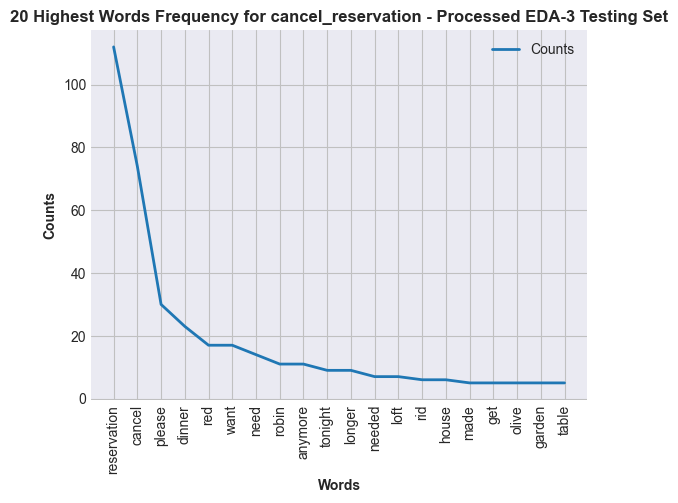 20 Highest Words Frequency for cancel_reservation - Processed EDA-3 Testing Set
Counts
100
80
60
40
20
0
Counts
reservation
cancel
please
dinner
red
want
need
robin
anymore
tonight
longer
needed
loft
rid
house
made
get
olive
garden
table
Words